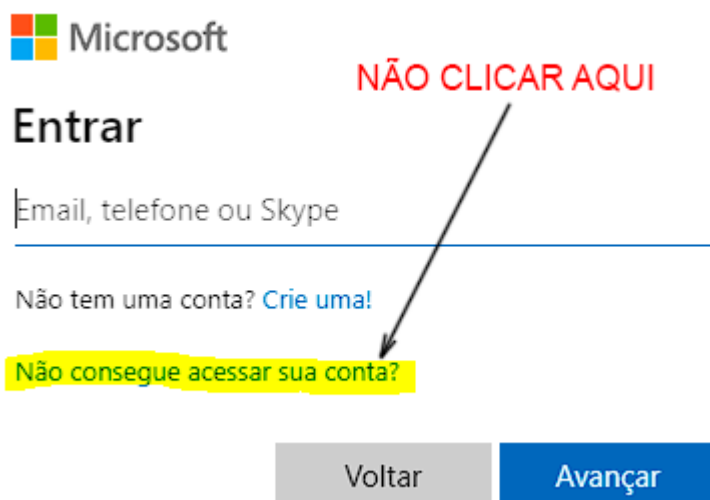 Microsoft
NÃO CLICAR AQUI
Entrar
Email, telefone ou Skype
Não tem uma conta? Crie uma!
Não consegue acessar sua conta?
Voltar Avançar